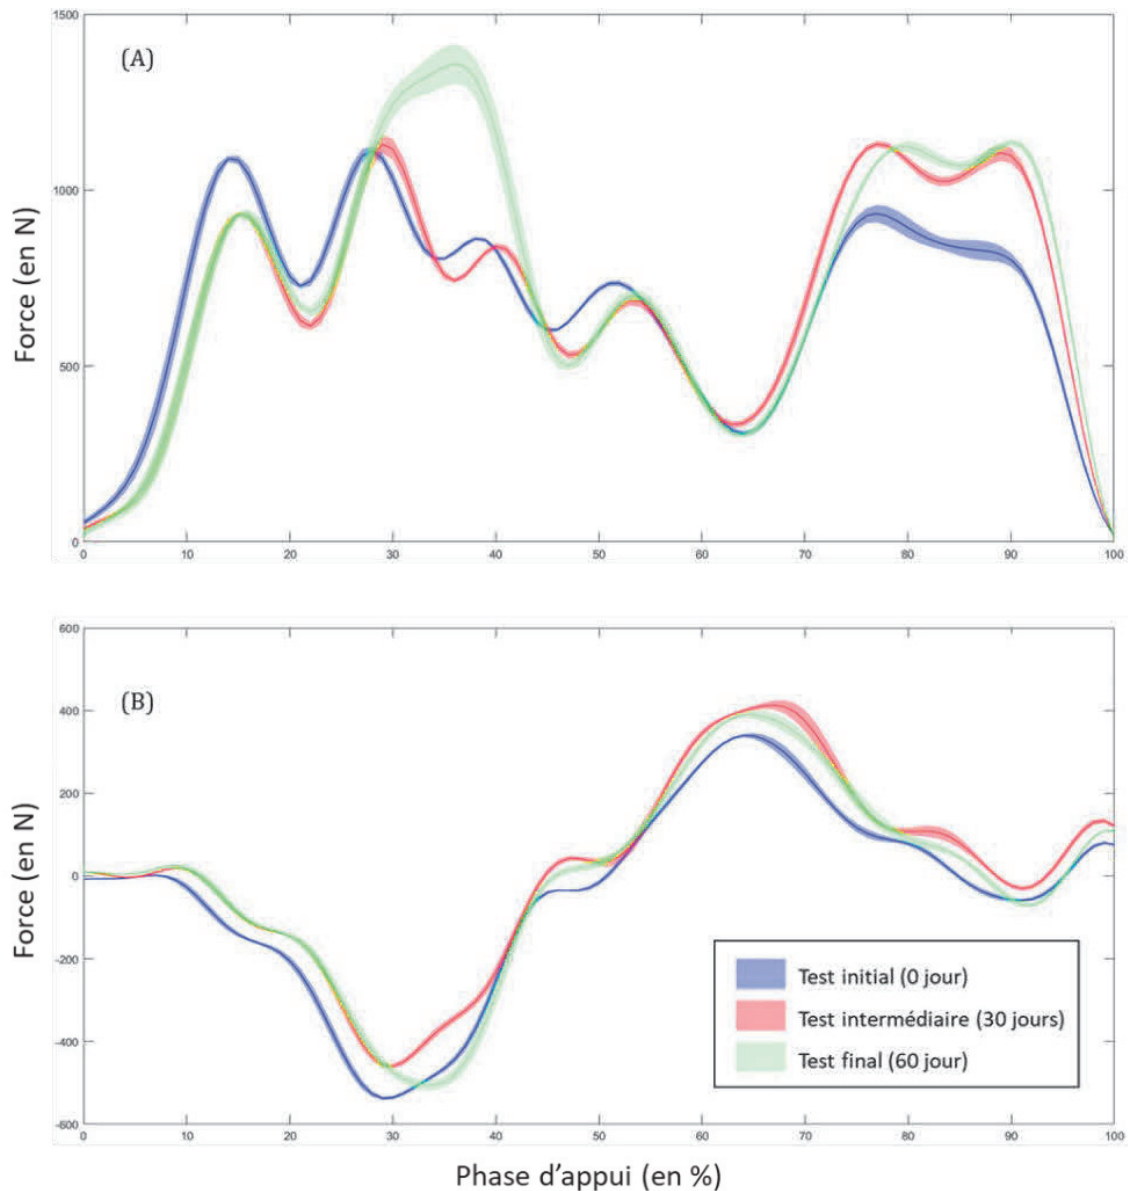 1500
(A)
1000
Force (en N)
500
0
0 10 20 30 40 50 60 70 80 90 100
600
(B)
400
200
Force (en N)
0
-200
-400
-600
Test initial (0 jour)
Test intermédiaire (30 jours)
Test final (60 jour)
0 10 20 30 40 50 60 70 80 90 100
Phase d'appui (en %)